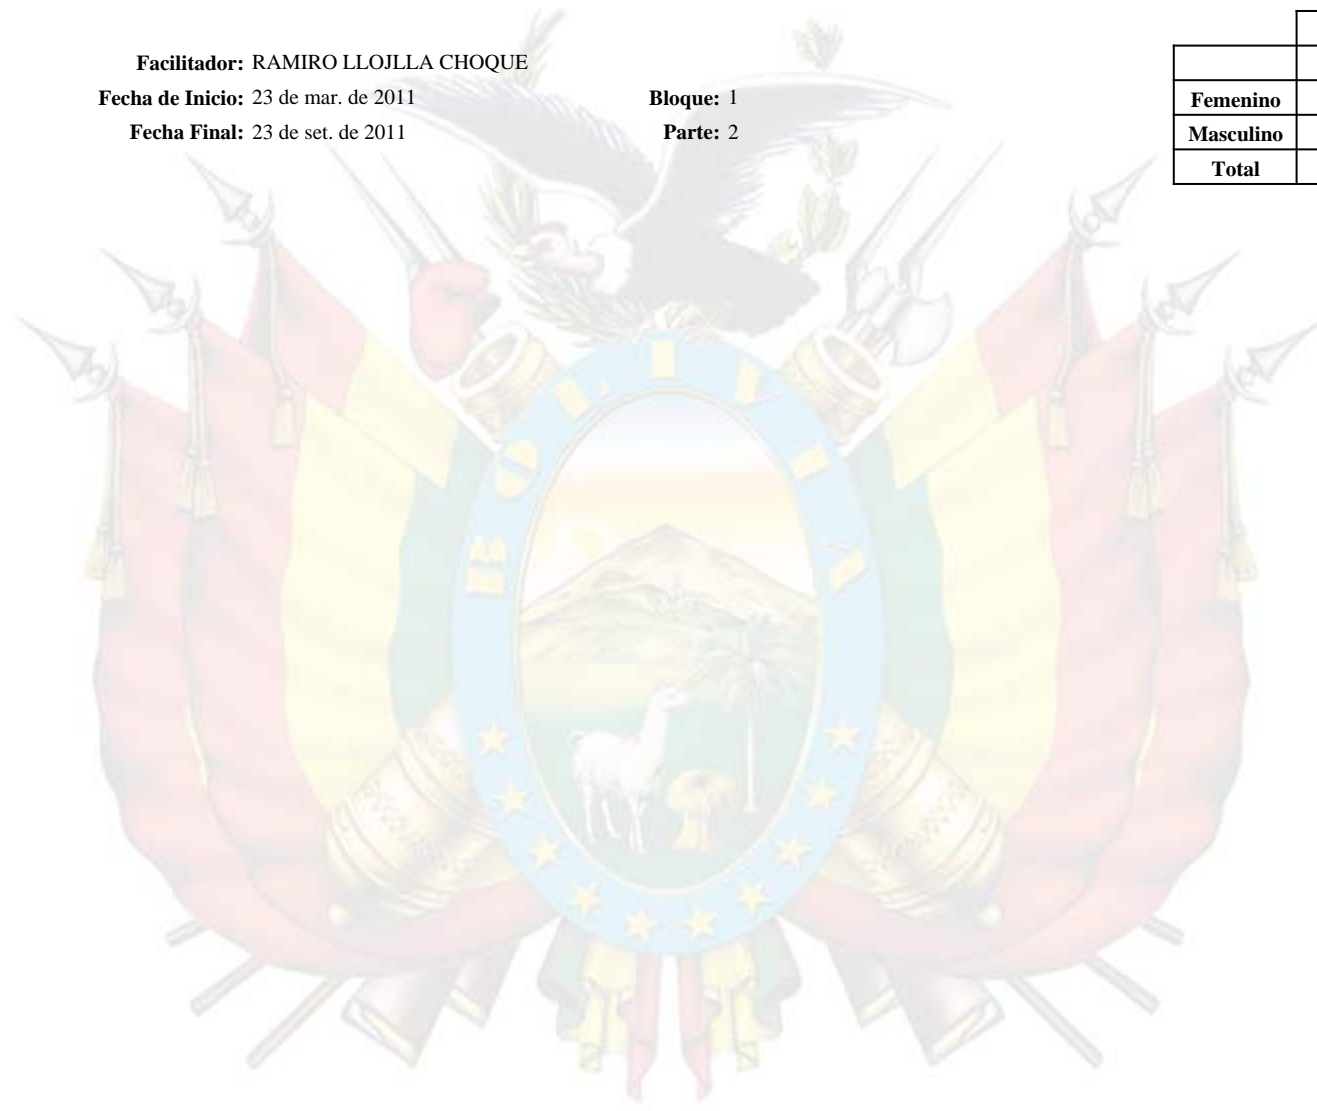 Facilitador: RAMIRO LLOJLLA CHOQUE
Fecha de Inicio: 23 de mar. de 2011 Bloque: 1
Fecha Final: 23 de set. de 2011 Parte: 2
Femenino
Masculino
Total
BOLIVIA